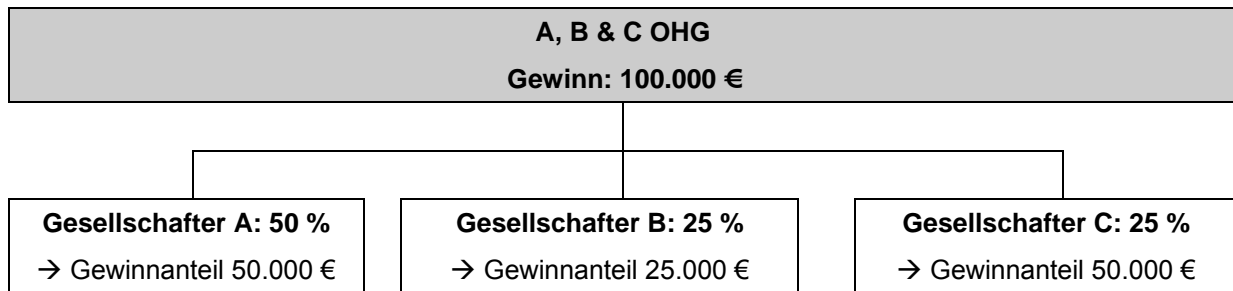 A, B & C OHG
Gewinn: 100.000 €
Gesellschafter A: 50 %
→ Gewinnanteil 50.000 €
Gesellschafter B: 25 %
→ Gewinnanteil 25.000 €
Gesellschafter C: 25 %
→ Gewinnanteil 50.000 €